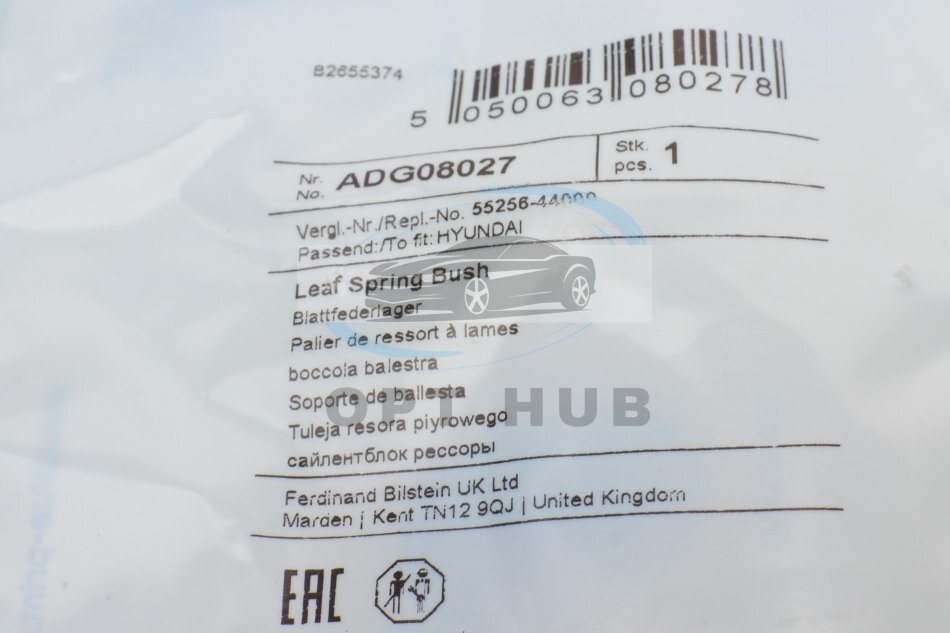 82655374
5 050063 080278
Nr. No. ADG08027 Stk. pcs. 1
Vergl.-Nr./Repl.-No. 55256-44000
Passend:/To fit: HYUNDAI
Leaf Spring Bush
Blattfederlager
Palier de ressort à lames
boccola balestra
Soporte de ballesta
OPT HUB
Tuleja resora piyrowego
сайлентблок рессоры
Ferdinand Bilstein UK Ltd
Marden | Kent TN12 9QJ | United Kingdom
EAC